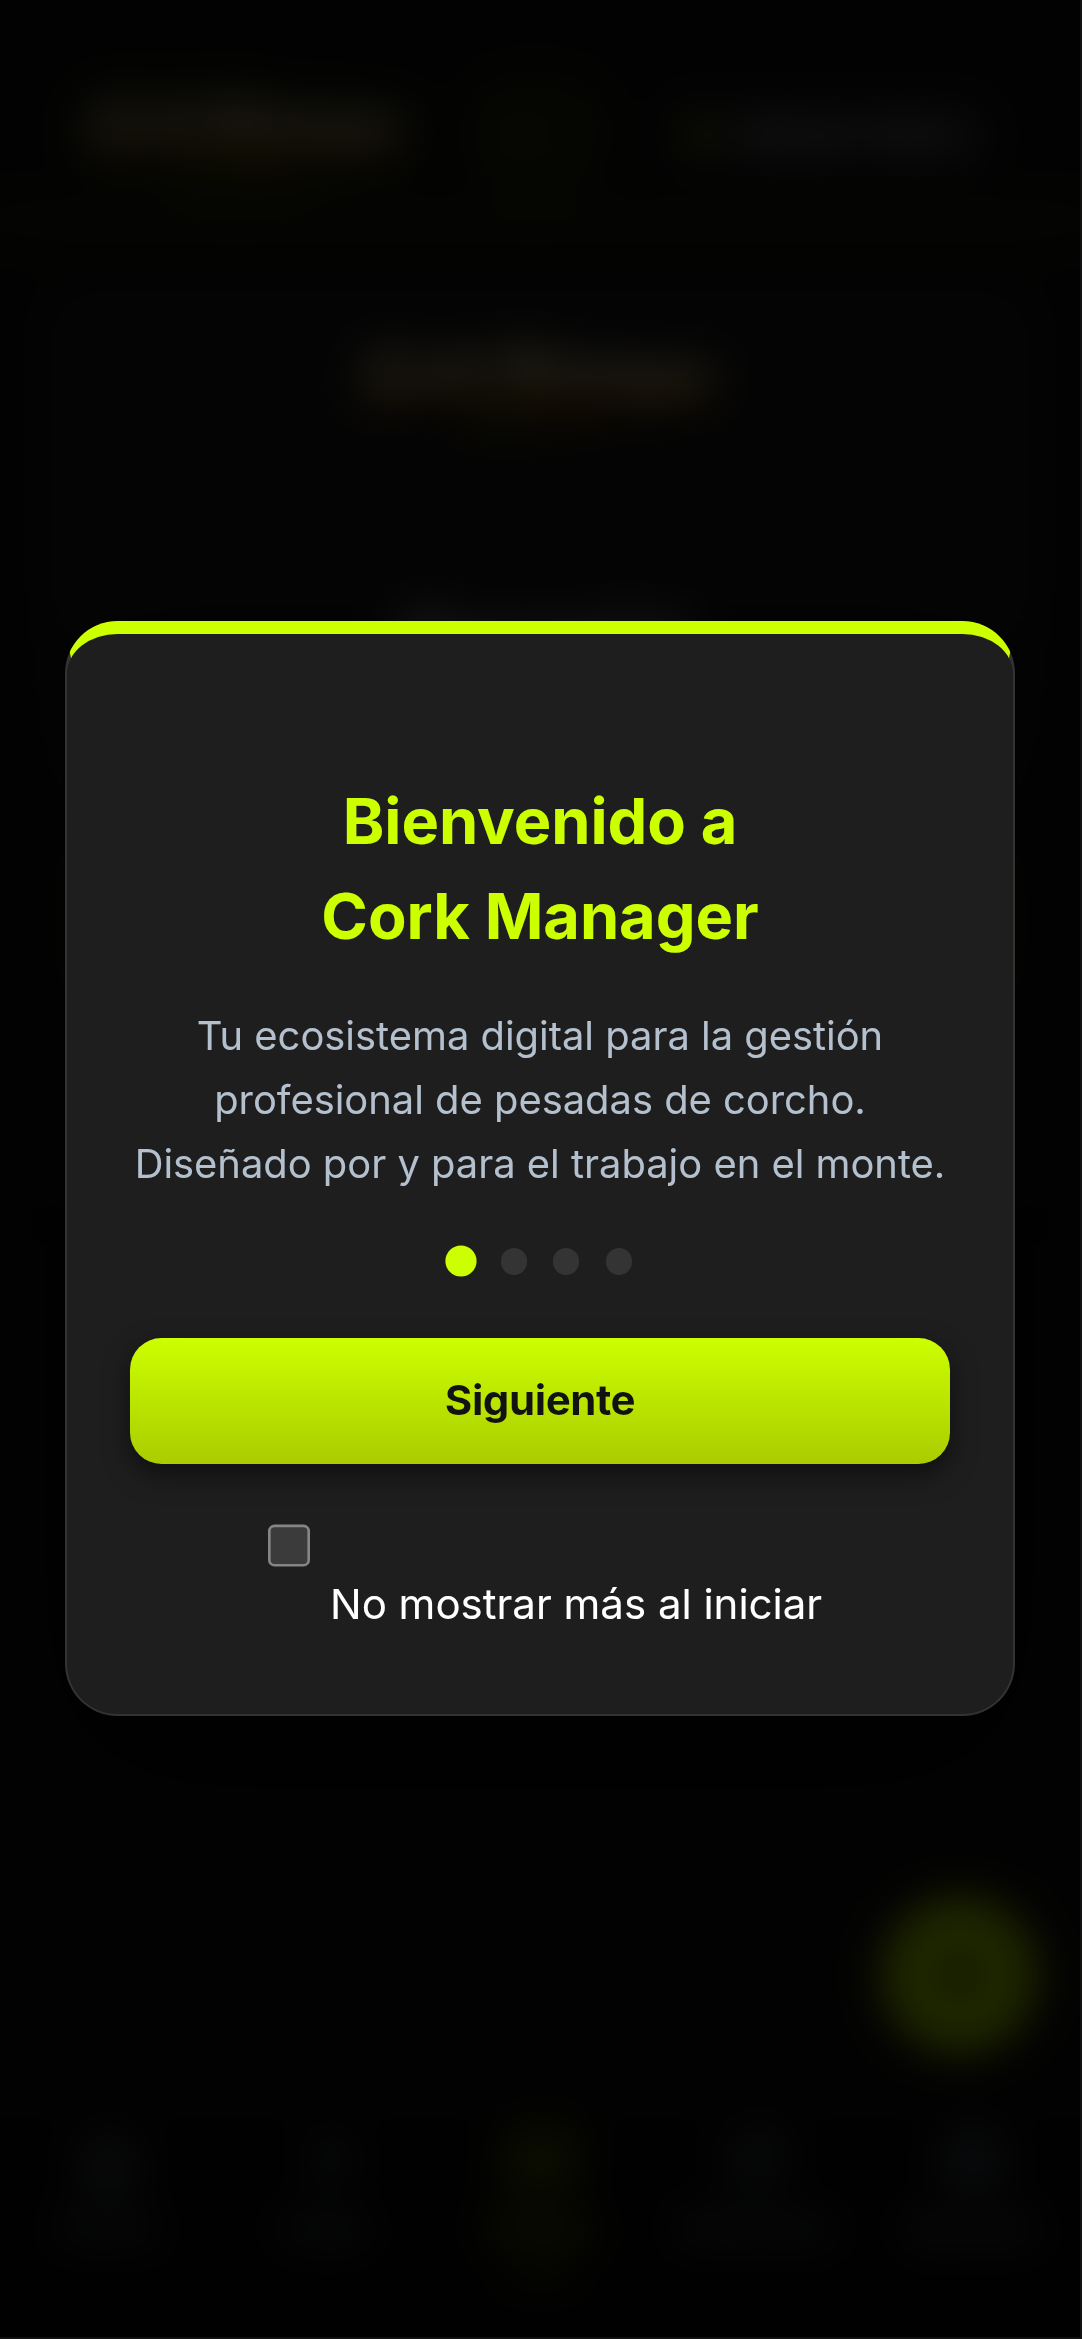 Bienvenido a
Cork Manager
Tu ecosistema digital para la gestión
profesional de pesadas de corcho.
Diseñado por y para el trabajo en el monte.
Siguiente
No mostrar más al iniciar